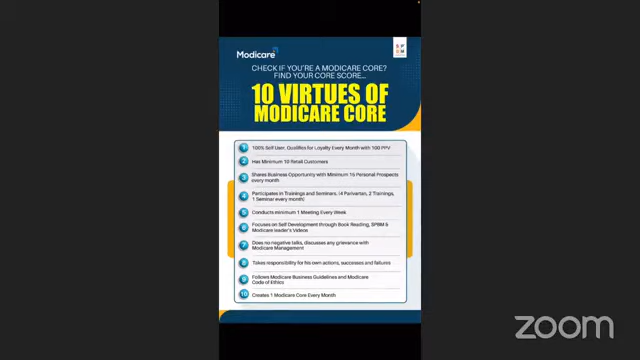 Modicare
CHECK IF YOU'RE A MODICARE CORE?
FIND YOUR CORE SCORE...
10 VIRTUES OF
MODICARE CORE
1 100% Self User, Qualifies for Loyalty Every Month with 100 PPV
2 Has Minimum 10 Retail Customers
3 Shares Business Opportunity with Minimum 15 Personal Prospects
every month
4 Participates in Trainings and Seminars. (4 Parivartan, 2 Trainings,
1 Seminar every month)
5 Conducts minimum 1 Meeting Every Week
6 Focuses on Self Development through Book Reading, SPBM &
Modicare leader's Videos
7 Does no negative talks, discusses any grievance with
Modicare Management
8 Takes responsibility for his own actions, successes and failures
9 Follows Modicare Business Guidelines and Modicare
Code of Ethics
10 Creates 1 Modicare Core Every Month
zoom